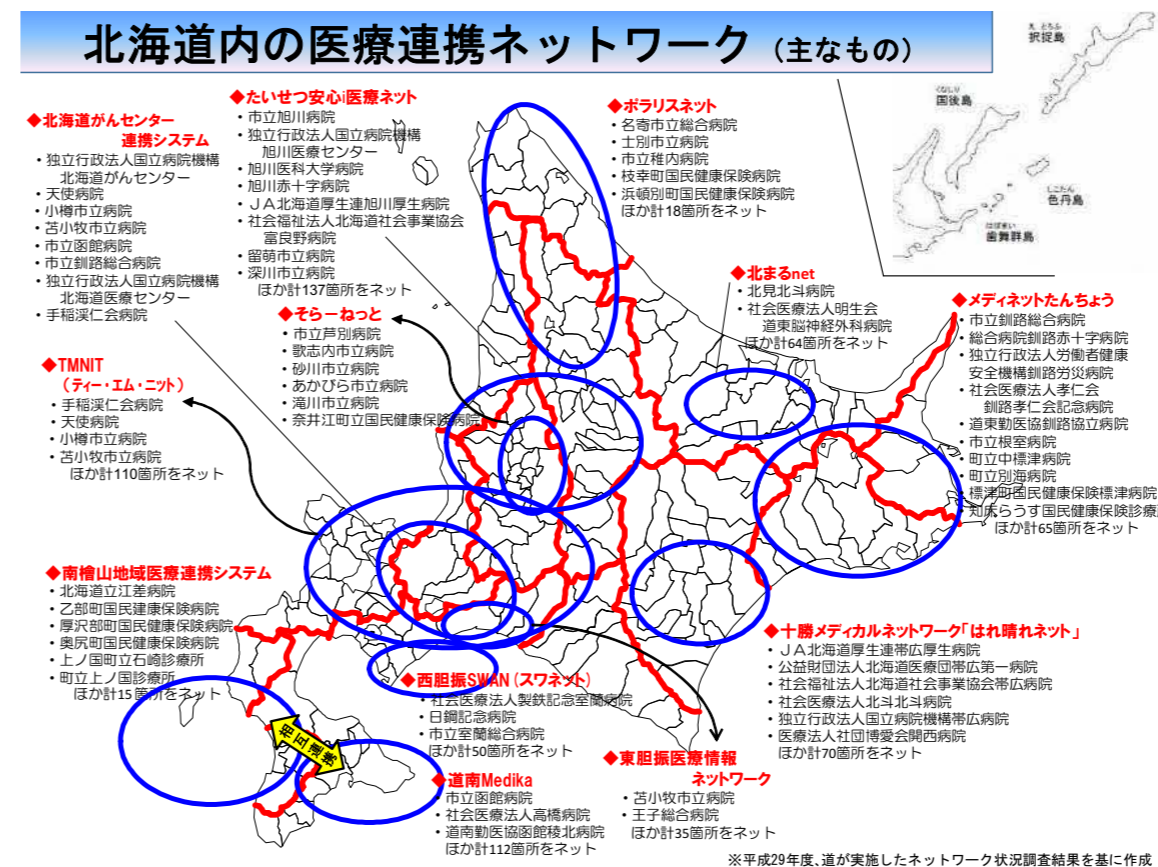 北海道内の医療連携ネットワーク（主なもの）
◆北海道がんセンター
連携システム
・独立行政法人国立病院機構
北海道がんセンター
・天使病院
・小樽市立病院
・苫小牧市立病院
・市立函館病院
・市立釧路総合病院
・独立行政法人国立病院機構
北海道医療センター
・手稲渓仁会病院
◆たいせつ安心i医療ネット
・市立旭川病院
・独立行政法人国立病院機構
旭川医療センター
・旭川医科大学病院
・旭川赤十字病院
・ＪＡ北海道厚生連旭川厚生病院
・社会福祉法人北海道社会事業協会
富良野病院
・留萌市立病院
・深川市立病院
ほか計137箇所をネット
◆ポラリスネット
・名寄市立総合病院
・士別市立病院
・市立稚内病院
・枝幸町国民健康保険病院
・浜頓別町国民健康保険病院
ほか計18箇所をネット
択捉島
くなしり
国後島
しこたん
色丹島
はぼまい
歯舞群島
◆そらーねっと
・市立芦別病院
・歌志内市立病院
・砂川市立病院
・あかびら市立病院
・滝川市立病院
・奈井江町立国民健康保険病院
◆北まるnet
・北見北斗病院
・社会医療法人明生会
道東脳神経外科病院
ほか計64箇所をネット
◆メディネットたんちょう
・市立釧路総合病院
・総合病院釧路赤十字病院
・独立行政法人労働者健康
安全機構釧路労災病院
・社会医療法人孝仁会
釧路孝仁会記念病院
・道東勤医協釧路協立病院
・市立根室病院
・町立中標津病院
・町立別海病院
・標津町国民健康保険標津病院
・知床らうす国民健康保険診療
ほか計65箇所をネット
◆TMNIT
（ティー・エム・ニット）
・手稲渓仁会病院
・天使病院
・小樽市立病院
・苫小牧市立病院
ほか計110箇所をネット
◆南檜山地域医療連携システム
・北海道立江差病院
・乙部町国民建康保険病院
・厚沢部町国民健康保険病院
・奥尻町国民健康保険病院
・上ノ国町立石崎診療所
・町立上ノ国診療所
ほか計15箇所をネット
相互連携
◆西胆振SWAN（スワネット）
・社会医療法人製鉄記念室蘭病院
・日鋼記念病院
・市立室蘭総合病院
ほか計50箇所をネット
◆道南Medika
・市立函館病院
・社会医療法人高橋病院
・道南勤医協函館稜北病院
ほか計112箇所をネット
◆東胆振医療情報
ネットワーク
・苫小牧市立病院
・王子総合病院
ほか計35箇所をネット
◆十勝メディカルネットワーク「はれ晴れネット」
・ＪＡ北海道厚生連帯広厚生病院
・公益財団法人北海道医療団帯広第一病院
・社会福祉法人北海道社会事業協会帯広病院
・社会医療法人北斗北斗病院
・独立行政法人国立病院機構帯広病院
・医療法人社団博愛会開西病院
ほか計70箇所をネット
※平成29年度、道が実施したネットワーク状況調査結果を基に作成